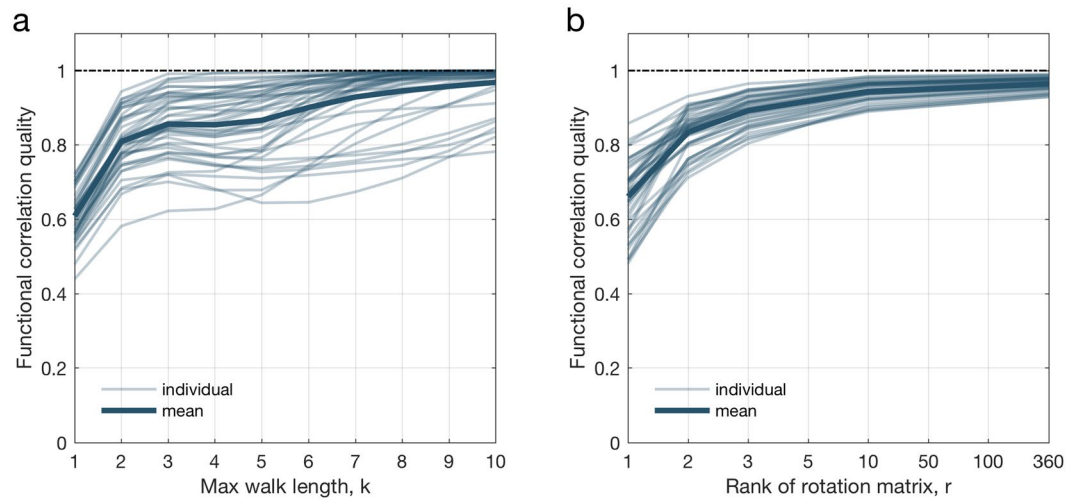 a
Functional correlation quality
1
0.8
0.6
0.4
0.2
0
individual
mean
1 2 3 4 5 6 7 8 9 10
Max walk length, k
b
Functional correlation quality
1
0.8
0.6
0.4
0.2
0
individual
mean
1 2 3 5 10 50 100 360
Rank of rotation matrix, r